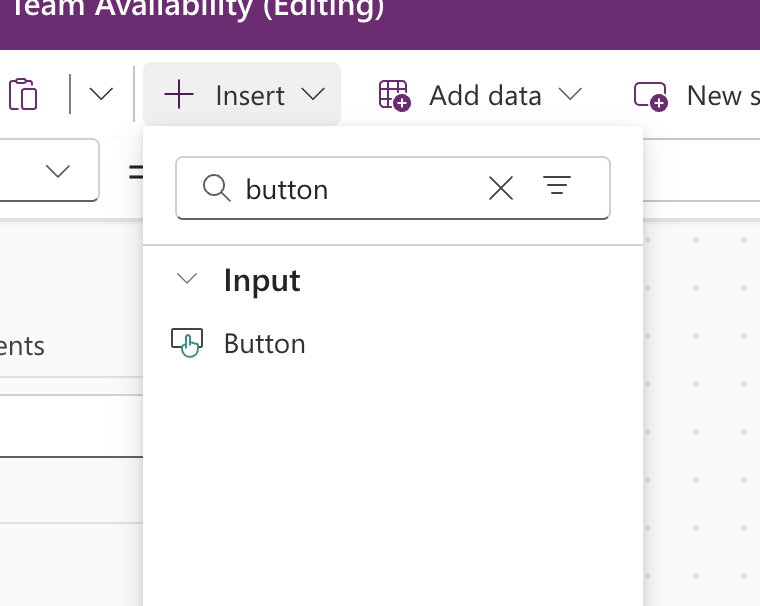 Team Availability (Editing)
Insert
Add data
New s
=
button
Input
ents
Button